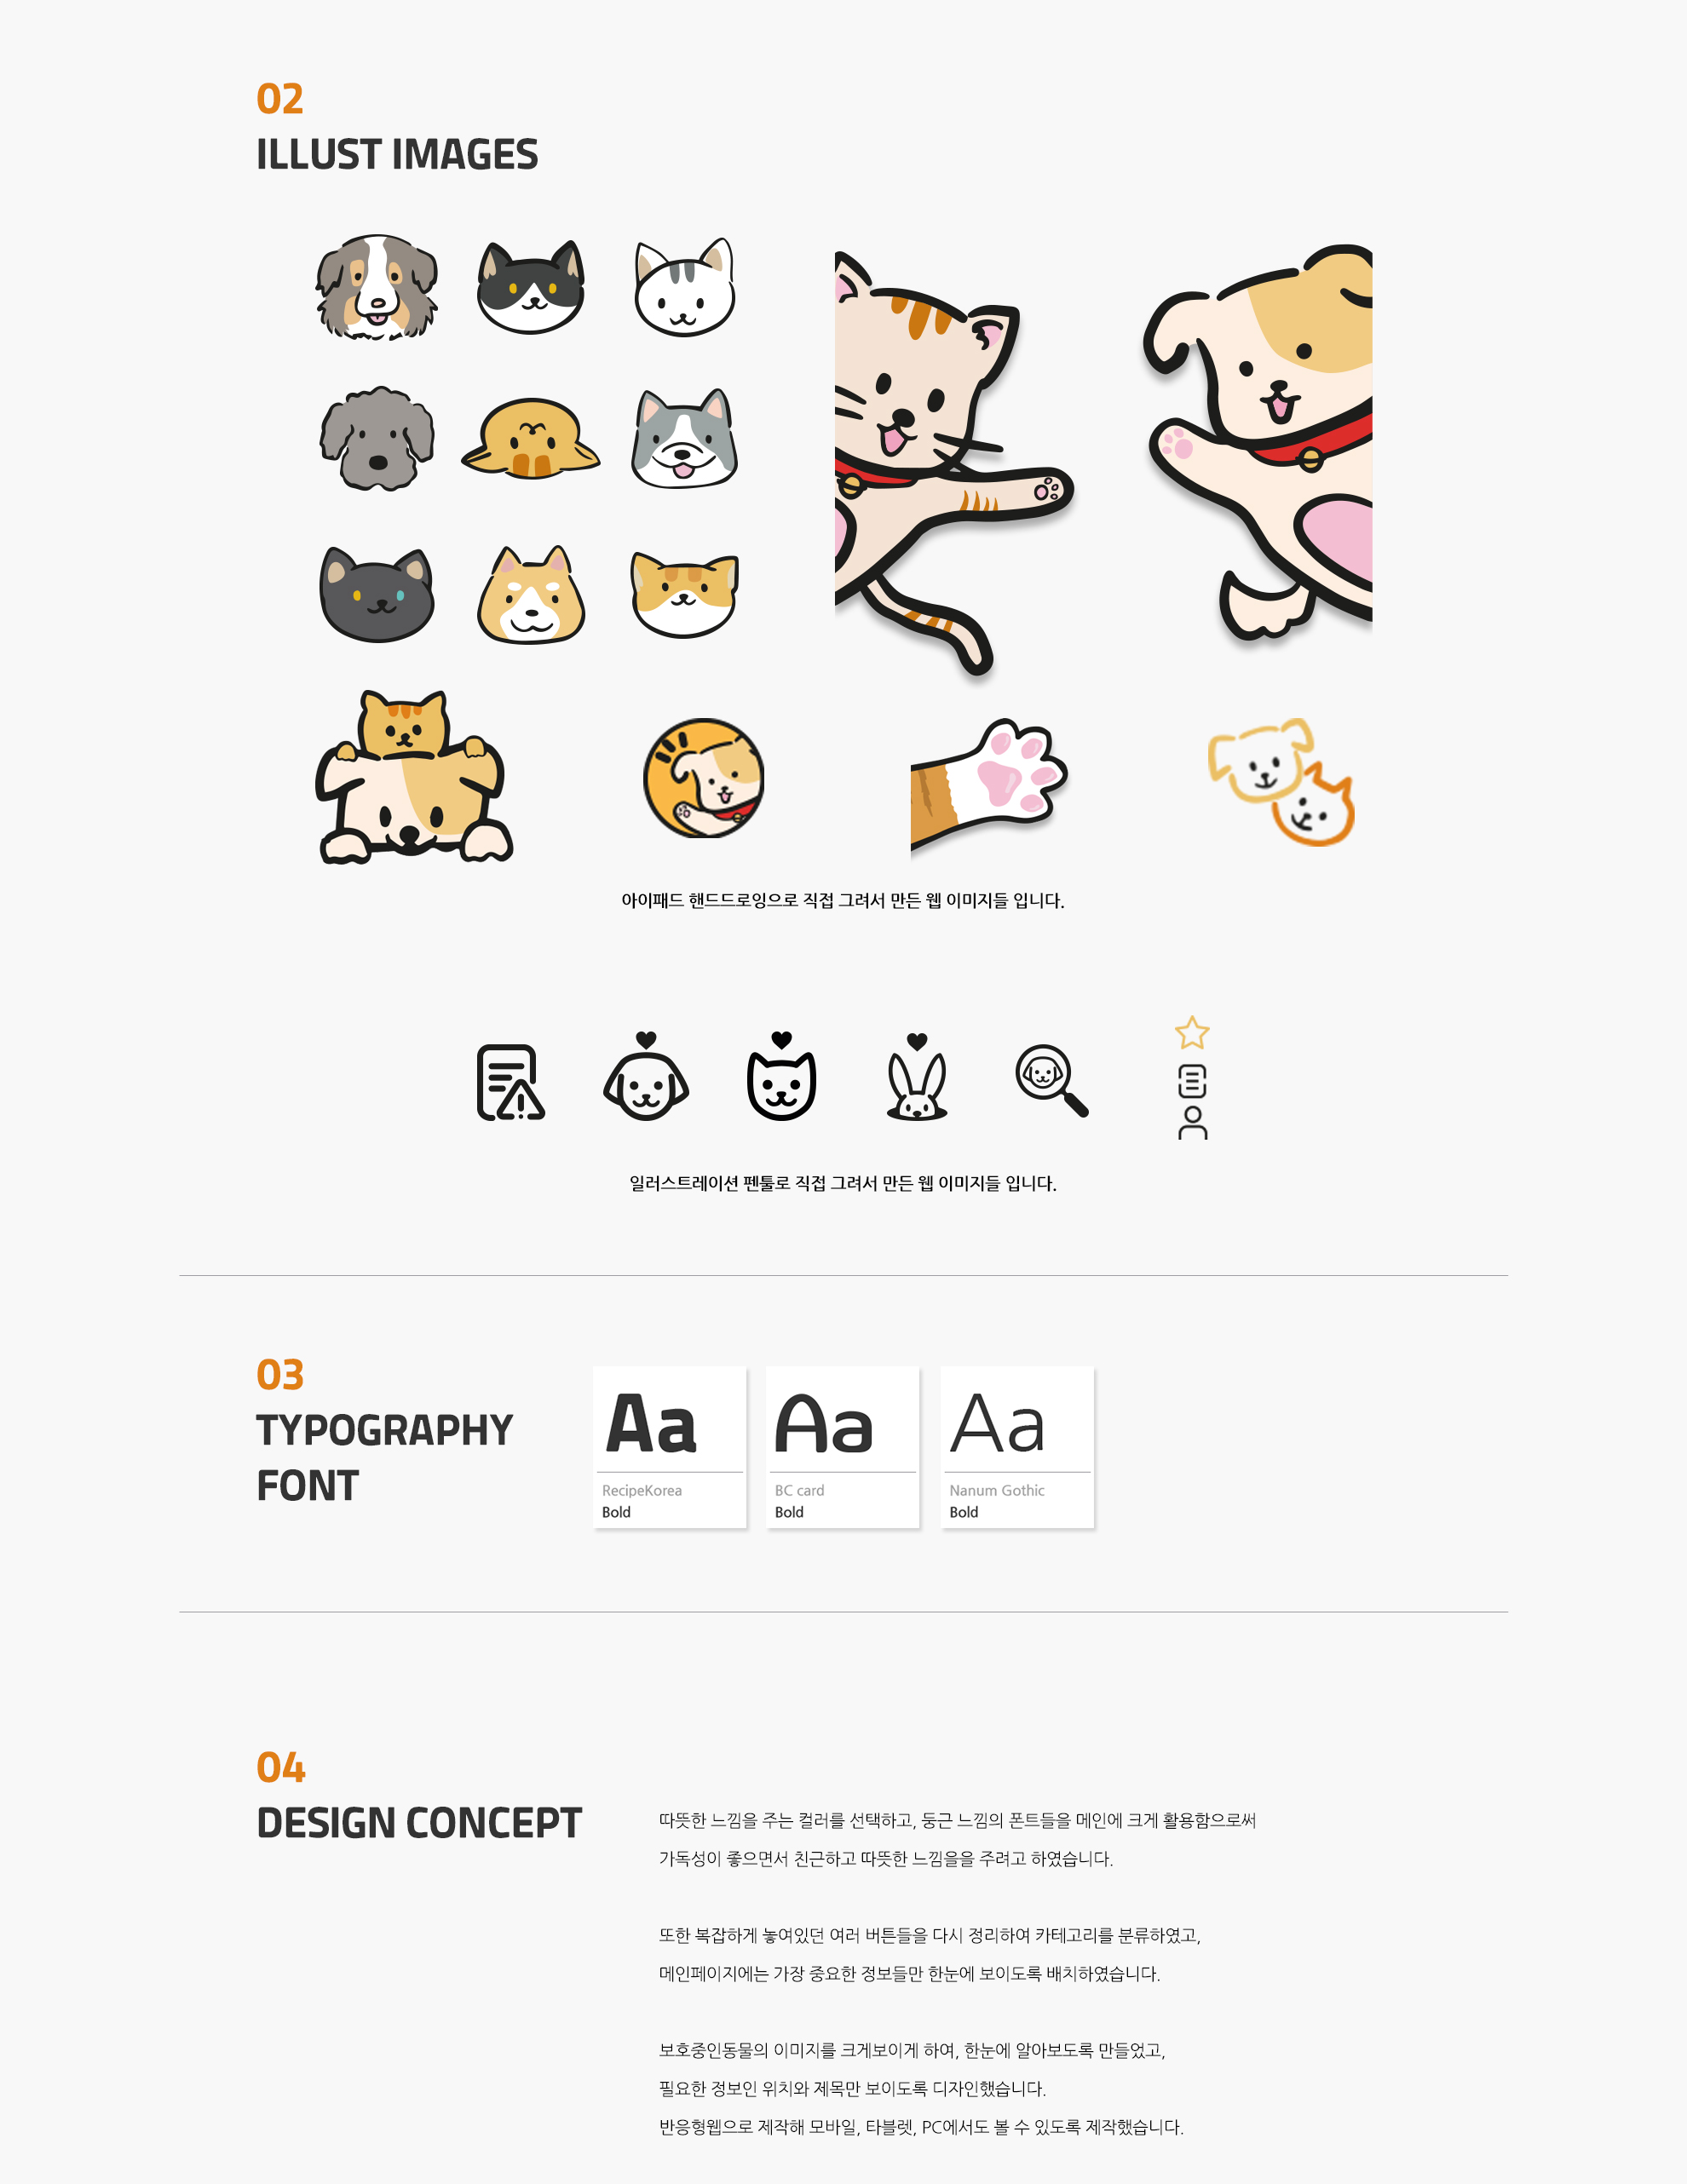 02
ILLUST IMAGES
아이패드 핸드드로잉으로 직접 그려서 만든 웹 이미지들 입니다.
일러스트레이션 펜툴로 직접 그려서 만든 웹 이미지들 입니다.
03
TYPOGRAPHY
FONT
Aa
RecipeKorea
Bold
Aa
BC card
Bold
Aa
Nanum Gothic
Bold
04
DESIGN CONCEPT
따뜻한 느낌을 주는 컬러를 선택하고, 둥근 느낌의 폰트들을 메인에 크게 활용함으로써
가독성이 좋으면서 친근하고 따뜻한 느낌을을 주려고 하였습니다.
또한 복잡하게 놓여있던 여러 버튼들을 다시 정리하여 카테고리를 분류하였고,
메인페이지에는 가장 중요한 정보들만 한눈에 보이도록 배치하였습니다.
보호중인동물의 이미지를 크게보이게 하여, 한눈에 알아보도록 만들었고,
필요한 정보인 위치와 제목만 보이도록 디자인했습니다.
반응형웹으로 제작해 모바일, 타블렛, PC에서도 볼 수 있도록 제작했습니다.